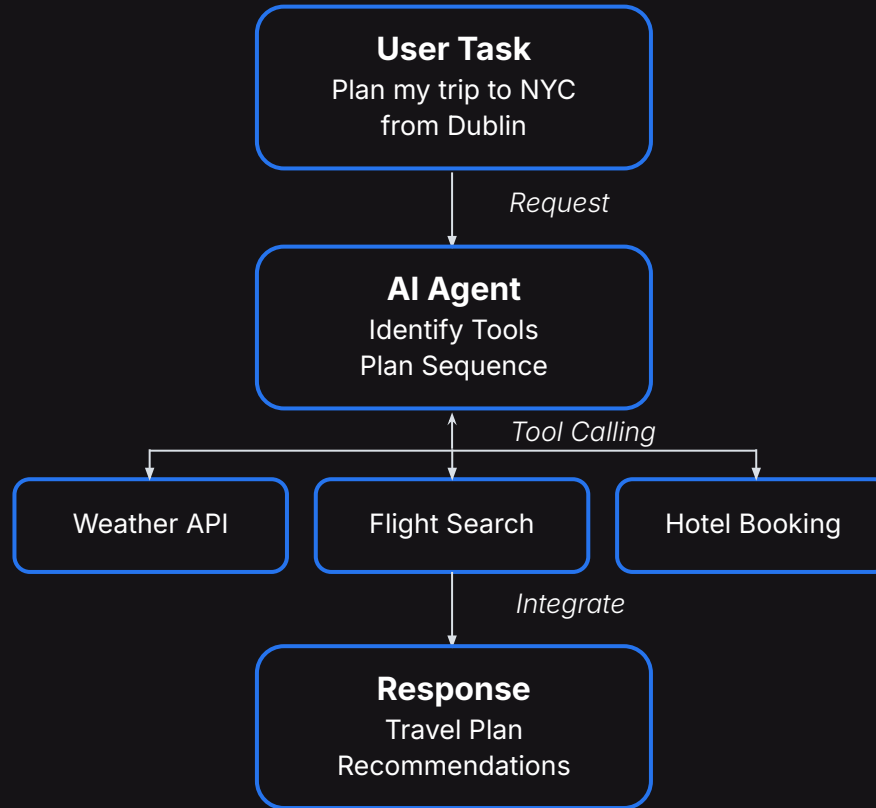 User Task
Plan my trip to NYC
from Dublin
Request
AI Agent
Identify Tools
Plan Sequence
Tool Calling
Weather API
Flight Search
Hotel Booking
Integrate
Response
Travel Plan
Recommendations